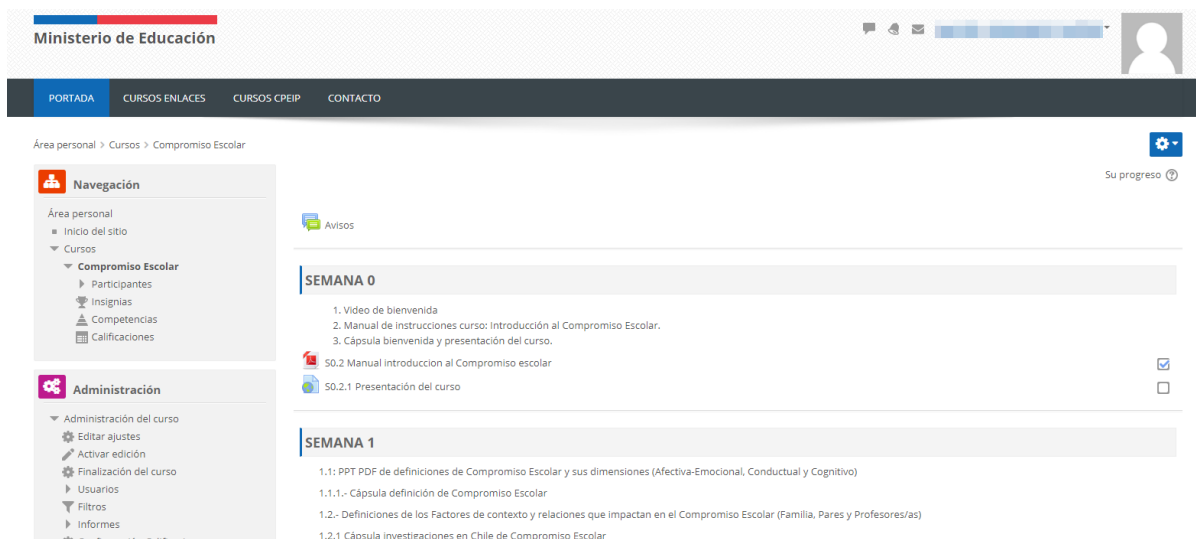 Ministerio de Educación
PORTADA CURSOS ENLACES CURSOS CPEIP CONTACTO
Área personal > Cursos > Compromiso Escolar
Su progreso
Navegación
Área personal
Inicio del sitio
Cursos
Compromiso Escolar
Participantes
Insignias
Competencias
Calificaciones
Administración
Administración del curso
Editar ajustes
Activar edición
Finalización del curso
Usuarios
Filtros
Informes
Avisos
SEMANA 0
1. Video de bienvenida
2. Manual de instrucciones curso: Introducción al Compromiso Escolar.
3. Cápsula bienvenida y presentación del curso.
S0.2 Manual introduccion al Compromiso escolar
S0.2.1 Presentación del curso
SEMANA 1
1.1: PPT PDF de definiciones de Compromiso Escolar y sus dimensiones (Afectiva-Emocional, Conductual y Cognitivo)
1.1.1.- Cápsula definición de Compromiso Escolar
1.2.- Definiciones de los Factores de contexto y relaciones que impactan en el Compromiso Escolar (Familia, Pares y Profesores/as)
1.2.1 Cápsula investigaciones en Chile de Compromiso Escolar